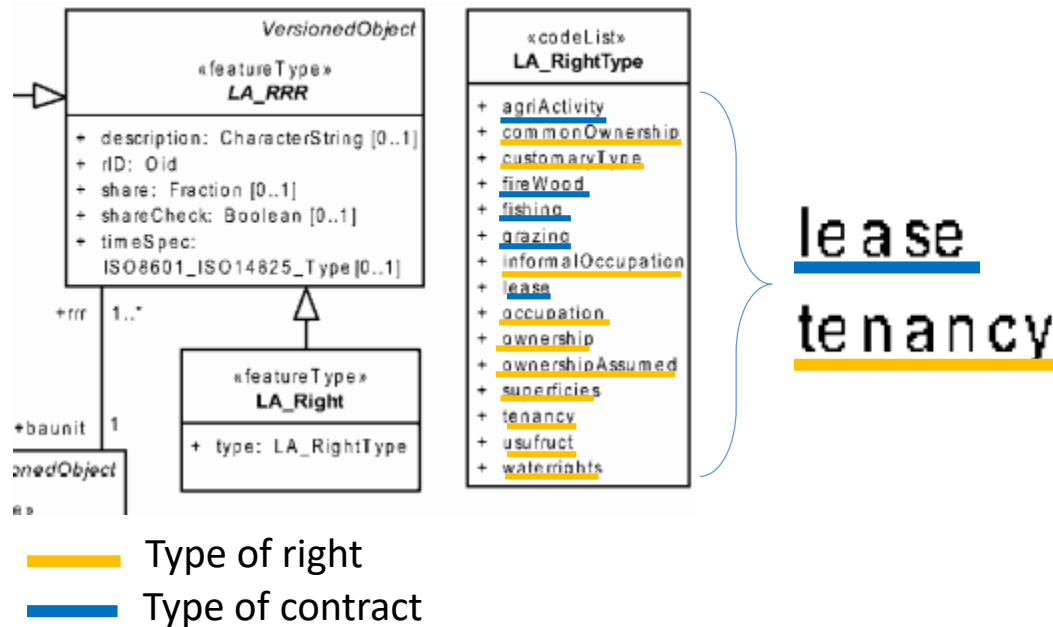 VersionedObject
«featureType»
LA_RRR
+ description: CharacterString [0..1]
+ rID: Oid
+ share: Fraction [0..1]
+ shareCheck: Boolean [0..1]
+ timeSpec:
ISO8601_ISO14825_Type[0..1]
+rrr 1..*
«featureType»
LA_Right
+ type: LA_RightType
+baunit 1
onedObject
«codeList»
LA_RightType
+ agriActivity
+ commonOwnership
+ customaryType
+ fireWood
+ fishing
+ grazing
+ informalOccupation
+ lease
+ occupation
+ ownership
+ ownershipAssumed
+ superficies
+ tenancy
+ usufruct
+ waterrights
lease
tenancy
Type of right
Type of contract